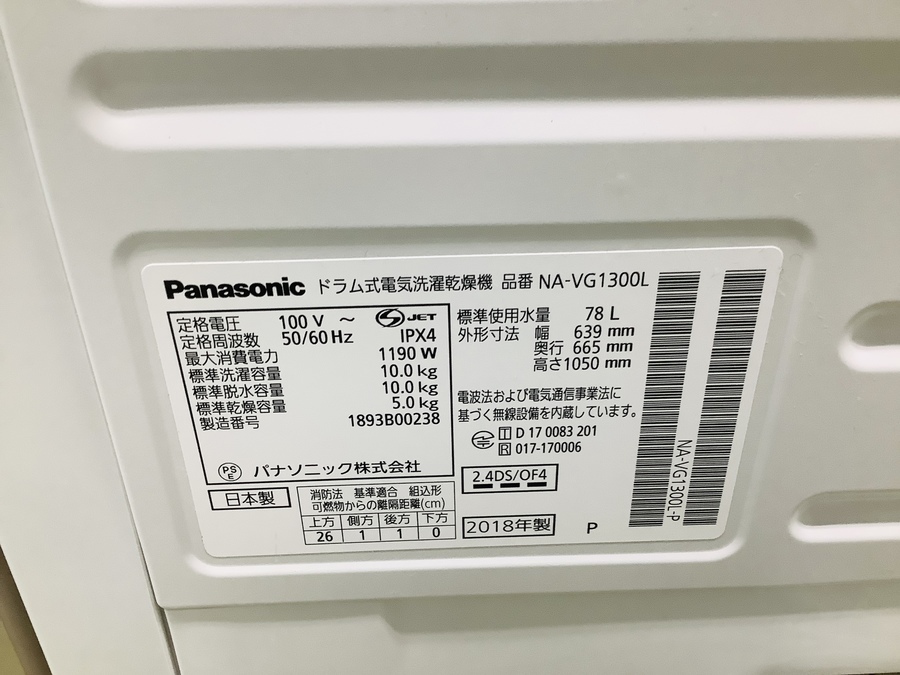 Panasonic ドラム式電気洗濯乾燥機 品番 NA-VG1300L
定格電圧 100 V ～ JET
定格周波数 50/60 Hz IPX4
最大消費電力 1190 W
標準洗濯容量 10.0 kg
標準脱水容量 10.0 kg
標準乾燥容量 5.0 kg
製造番号 1893B00238
PS E パナソニック株式会社
標準使用水量 78 L
外形寸法 幅 639 mm
奥行 665 mm
高さ 1050 mm
電波法および電気通信事業法に
基づく無線設備を内蔵しています。
T D 17 0083 201
R 017-170006
2.4DS/OF4
日本製
消防法 基準適合 組込形
可燃物からの離隔距離(cm)
上方 側方 後方 下方
26 1 1 0
2018年製
P
NA-VG1300L-P